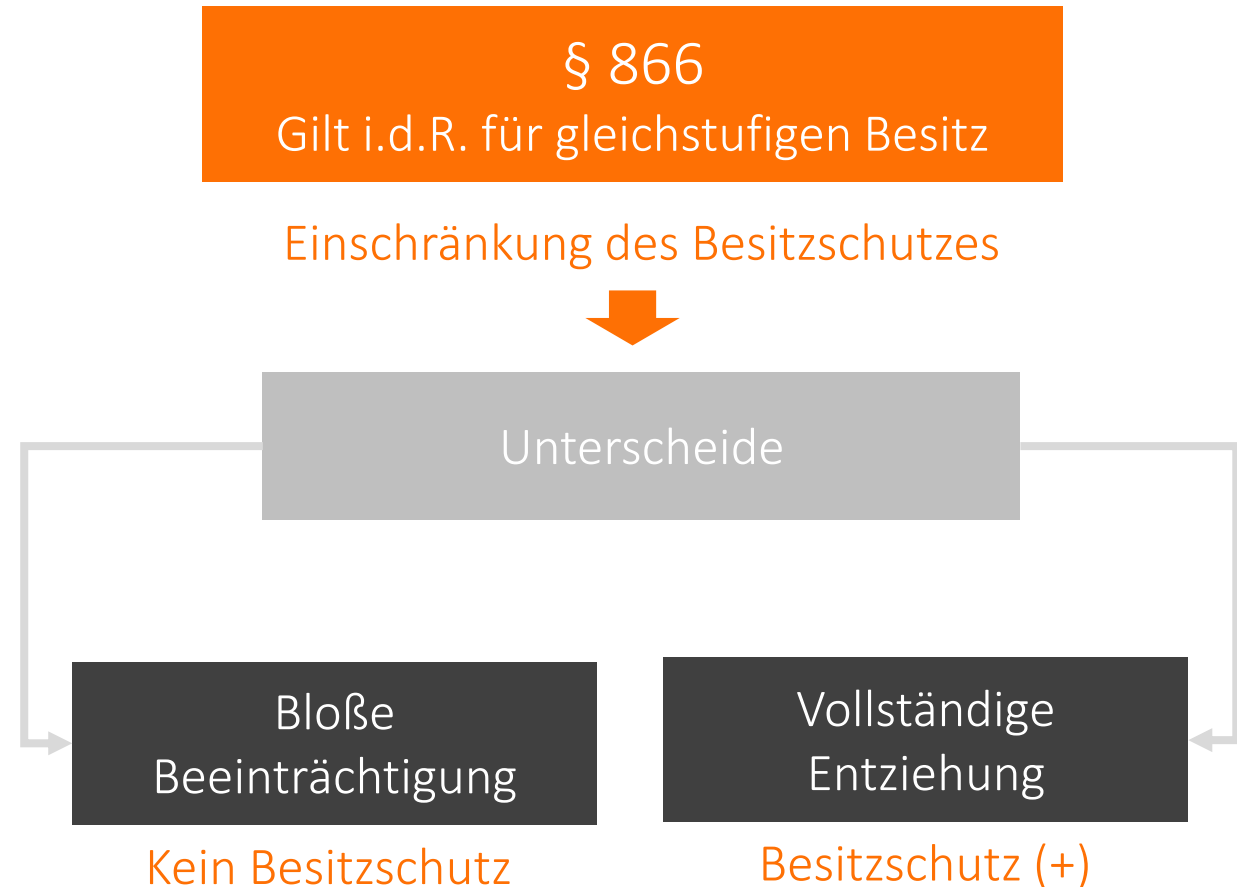 § 866
Gilt i.d.R. für gleichstufigen Besitz
Einschränkung des Besitzschutzes
Unterscheide
Bloße
Beeinträchtigung
Kein Besitzschutz
Vollständige
Entziehung
Besitzschutz (+)